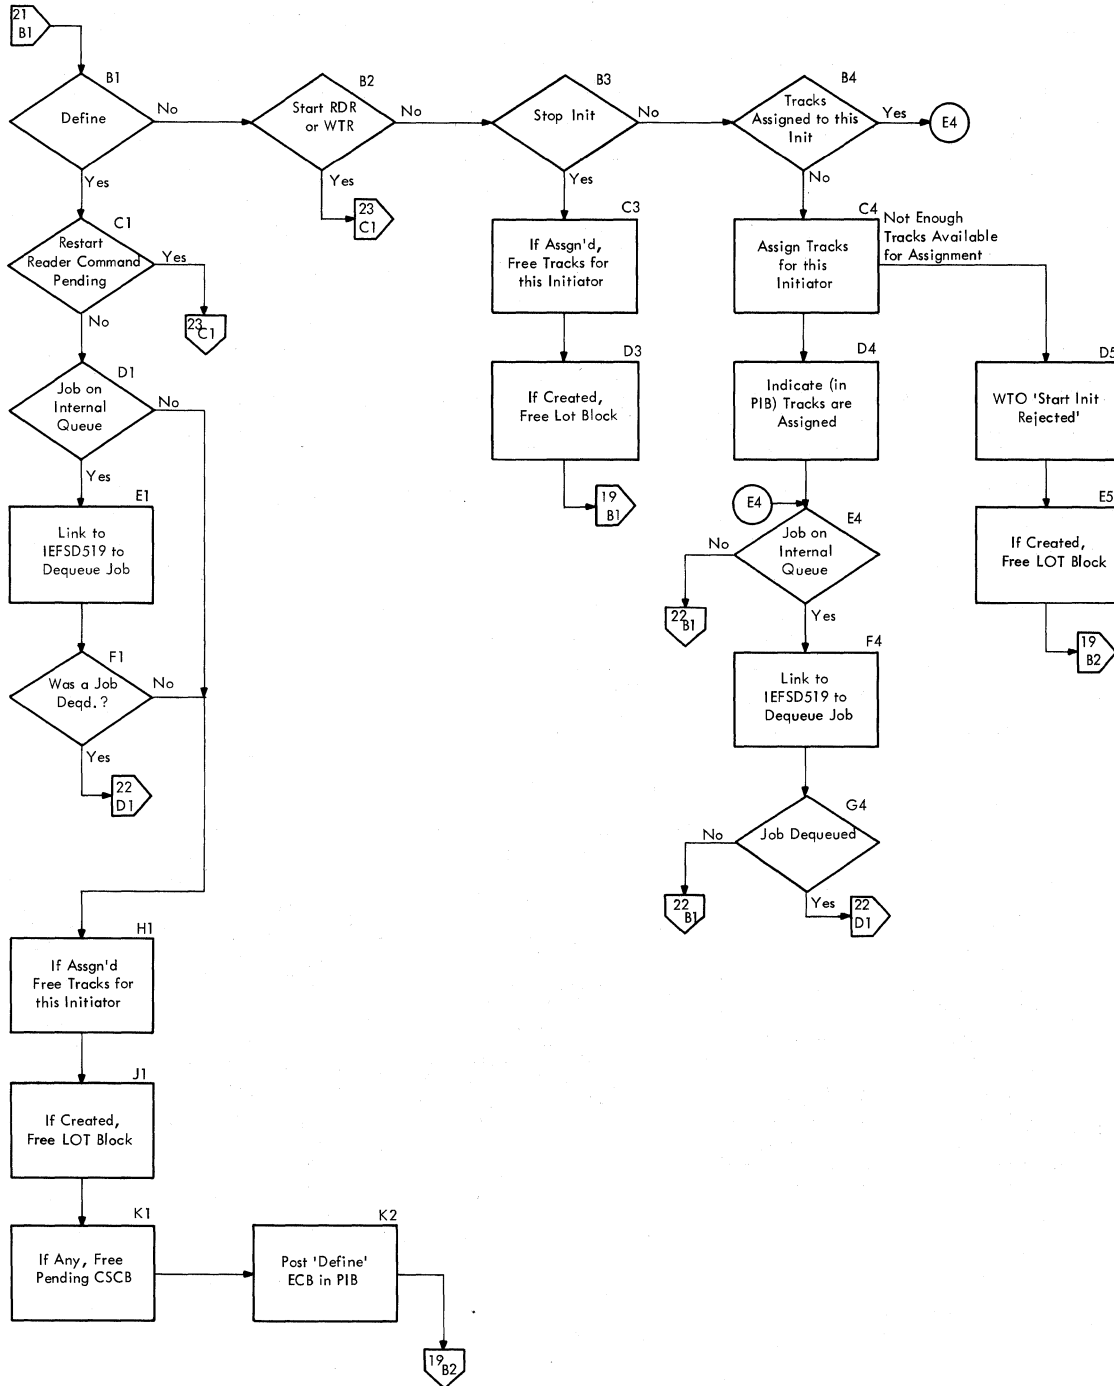 21
B1
B1
Define
No
Yes
B2
Start RDR
or WTR
No
Yes
23
C1
B3
Stop Init
No
Yes
B4
Tracks
Assigned to this
Init
Yes
E4
No
C1
Restart
Reader Command
Pending
Yes
23
C1
No
C3
If Assgn'd,
Free Tracks for
this Initiator
C4
Assign Tracks
for this
Initiator
Not Enough
Tracks Available
for Assignment
D1
Job on
Internal
Queue
No
Yes
D3
If Created,
Free Lot Block
19
B1
D4
Indicate (in
PIB) Tracks are
Assigned
D5
WTO 'Start Init
Rejected'
E1
Link to
IEFSD519 to
Dequeue Job
E4
E4
Job on
Internal
Queue
No
22
B1
Yes
E5
If Created,
Free LOT Block
19
B2
F1
Was a Job
Deqd.?
No
Yes
22
D1
F4
Link to
IEFSD519 to
Dequeue Job
G4
Job Dequeued
No
22
B1
Yes
22
D1
H1
If Assgn'd
Free Tracks for
this Initiator
J1
If Created,
Free LOT Block
K1
If Any, Free
Pending CSCB
K2
Post 'Define'
ECB in PIB
19
B2